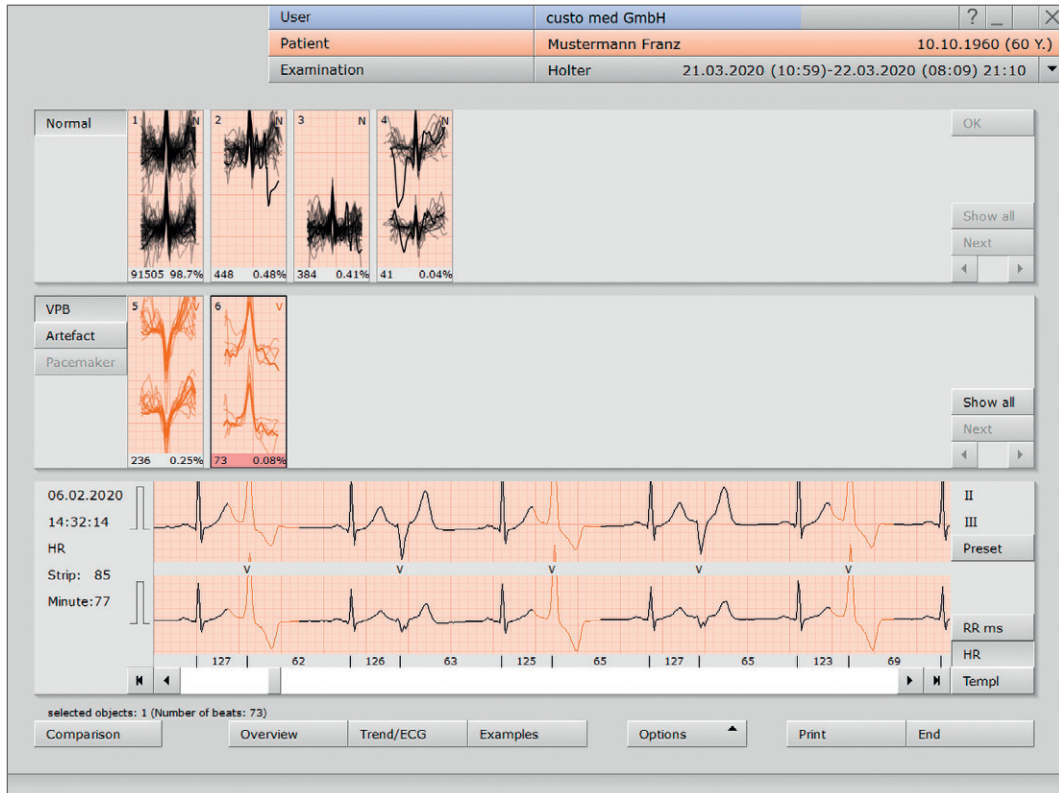 User custo med GmbH ? _ X
Patient Mustermann Franz 10.10.1960 (60 Y.)
Examination Holter 21.03.2020 (10:59)-22.03.2020 (08:09) 21:10
Normal 1 N 2 N 3 N 4 N OK
Show all
Next
91505 98.7% 448 0.48% 384 0.41% 41 0.04%
VPB 5 V 6 V
Artefact
Pacemaker
Show all
Next
236 0.25% 73 0.08%
06.02.2020 II
14:32:14 III
HR Preset
Strip: 85 V V V V V
Minute:77
RR ms
127 62 126 63 125 65 127 65 123 69 HR
Templ
selected objects: 1 (Number of beats: 73)
Comparison Overview Trend/ECG Examples Options Print End